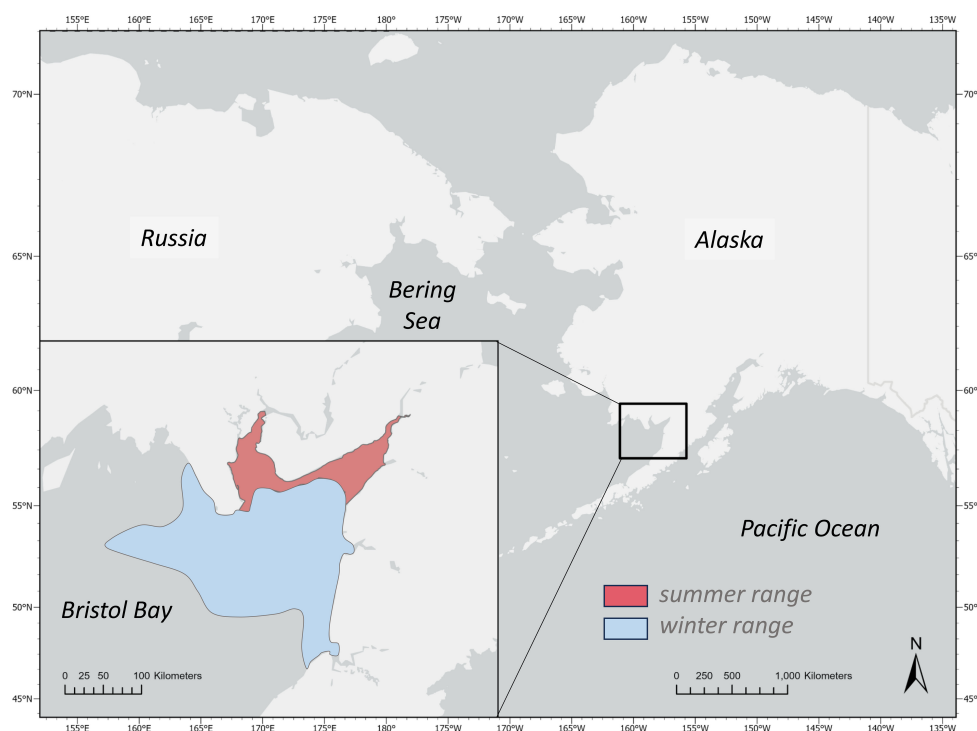 155°E 160°E 165°E 170°E 175°E 180° 175°W 170°W 165°W 160°W 155°W 150°W 145°W 140°W 135°W
70°N 70°
Russia Alaska
65°N 65°
Bering
Sea
60°N 60°
55°N 55°
Pacific Ocean
summer range
50°N Bristol Bay 50°
winter range
N
0 25 50 100 Kilometers 0 250 500 1,000 Kilometers
45°N 45°
155°E 160°E 165°E 170°E 175°E 180° 175°W 170°W 165°W 160°W 155°W 150°W 145°W 140°W 135°W